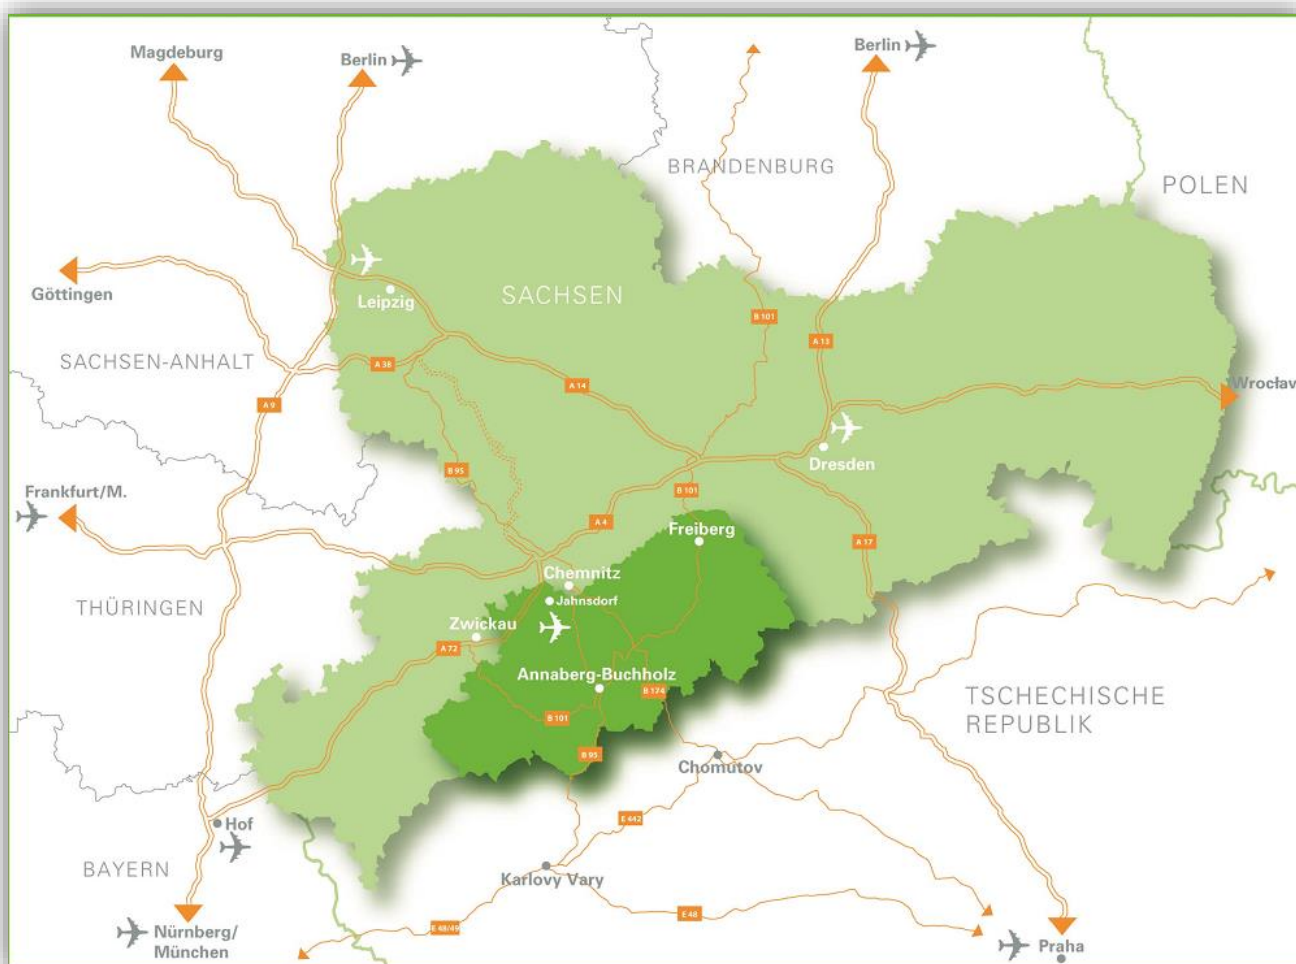 Magdeburg
Berlin
Berlin
BRANDENBURG
POLEN
Göttingen
Leipzig
SACHSEN
B 101
A 13
SACHSEN-ANHALT
A 38
A 14
Wrocław
A 9
B 95
Dresden
Frankfurt/M.
B 101
A 4
Freiberg
A 17
Chemnitz
Jahnsdorf
THÜRINGEN
Zwickau
A 72
Annaberg-Buchholz
B 174
TSCHECHISCHE
REPUBLIK
B 101
B 95
Chomutov
E 442
Hof
BAYERN
Karlovy Vary
E 48
E 48/49
Nürnberg/
München
Praha